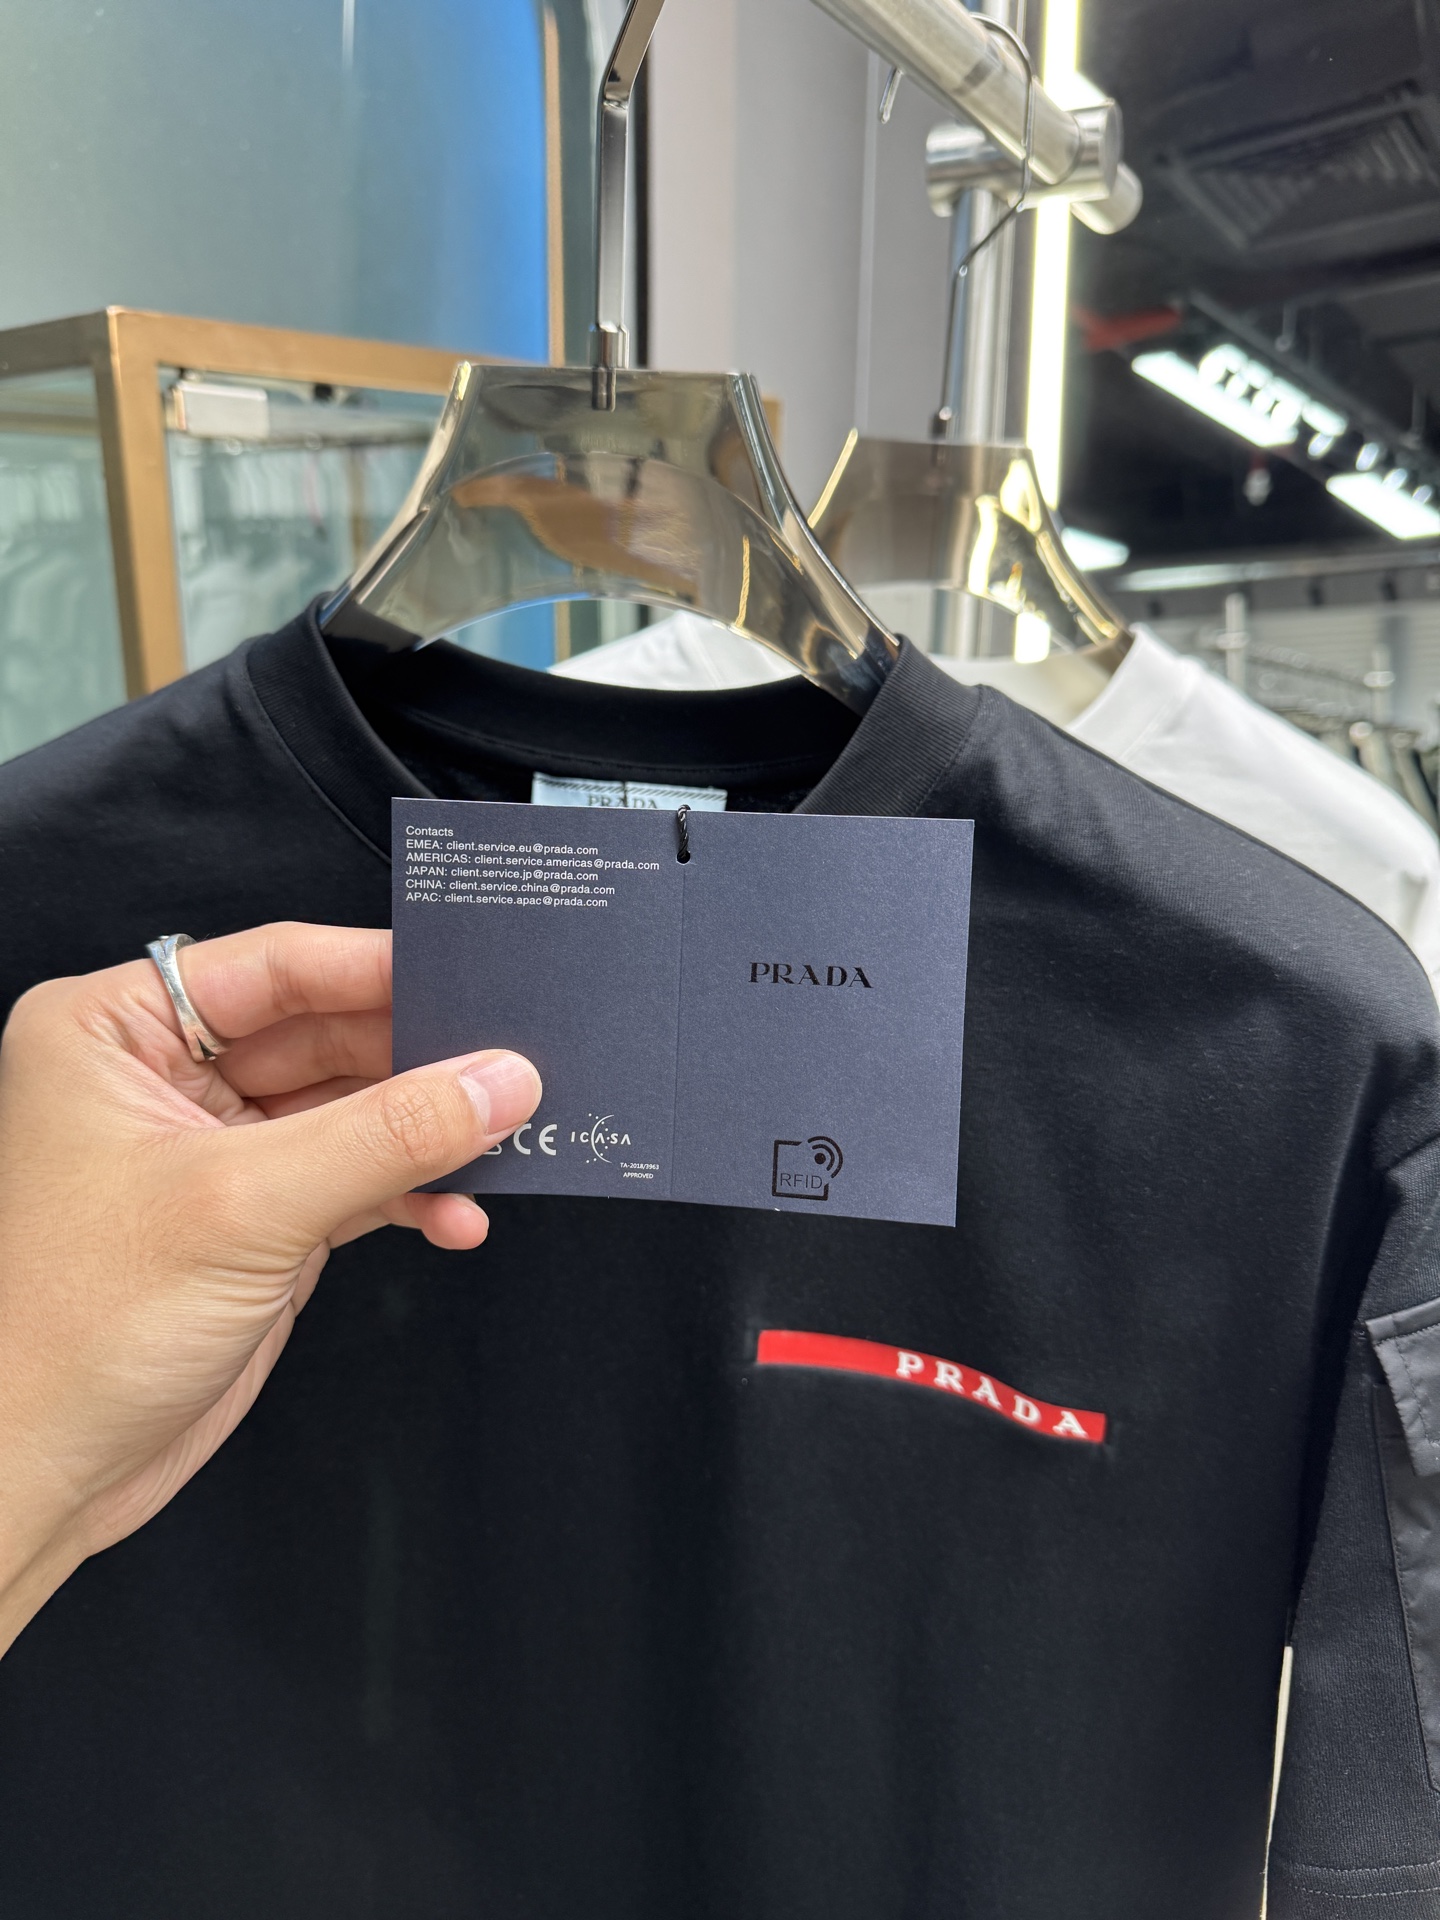 PRADA
Contacts
EMEA: client.service.eu@prada.com
AMERICAS: client.service.americas@prada.com
JAPAN: client.service.jp@prada.com
CHINA: client.service.china@prada.com
APAC: client.service.apac@prada.com
PRADA
CE ICASA
TA-2018/3963
APPROVED
RFID
PRADA